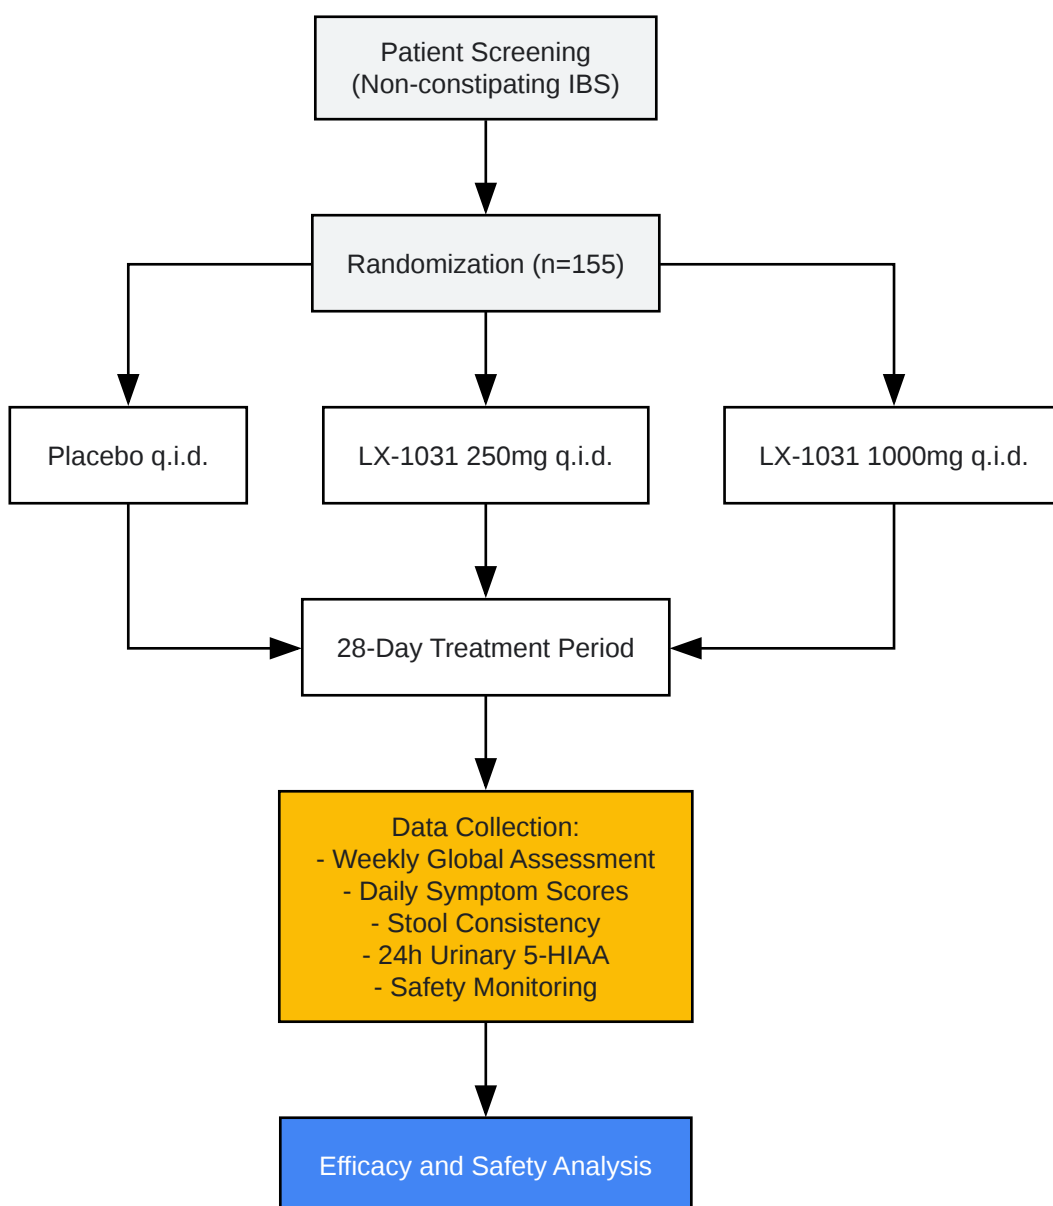 Patient Screening
(Non-constipating IBS)
Randomization (n=155)
Placebo q.i.d.
LX-1031 250mg q.i.d.
LX-1031 1000mg q.i.d.
28-Day Treatment Period
Data Collection:
- Weekly Global Assessment
- Daily Symptom Scores
- Stool Consistency
- 24h Urinary 5-HIAA
- Safety Monitoring
Efficacy and Safety Analysis